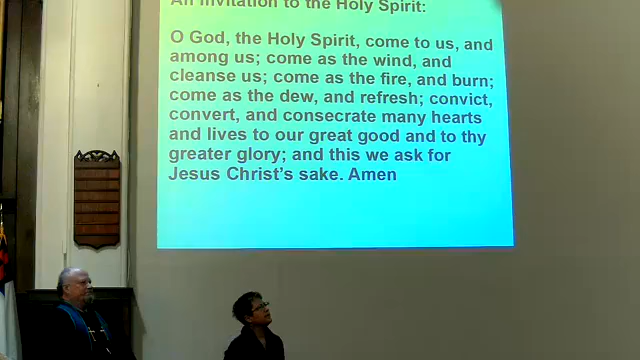 An Invitation to the Holy Spirit:
O God, the Holy Spirit, come to us, and
among us; come as the wind, and
cleanse us; come as the fire, and burn;
come as the dew, and refresh; convict,
convert, and consecrate many hearts
and lives to our great good and to thy
greater glory; and this we ask for
Jesus Christ's sake. Amen